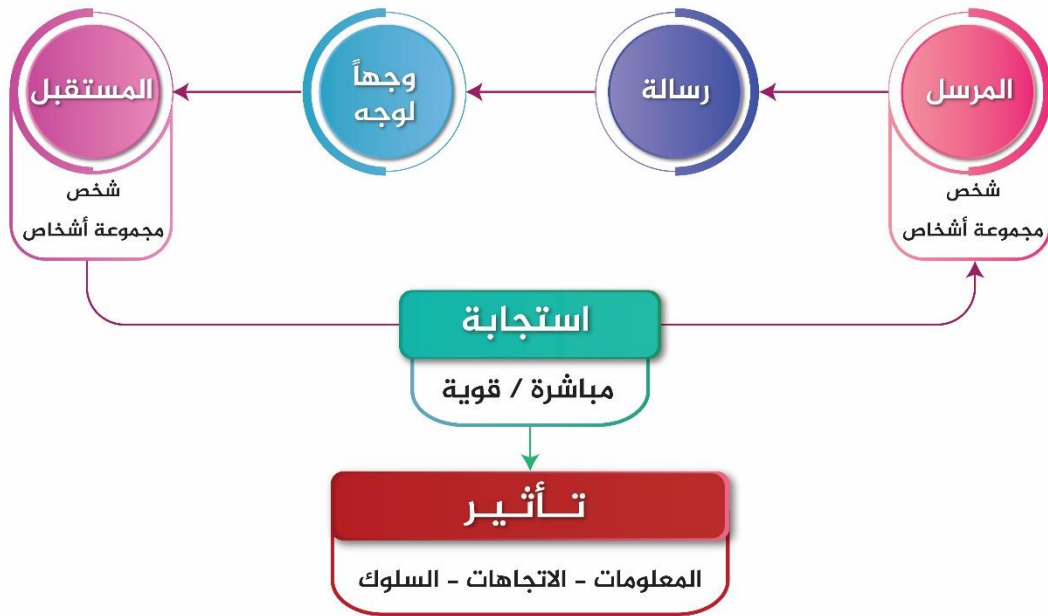 المرسل
رسالة
وجهاً
لوجه
المستقبل
شخص
مجموعة أشخاص
شخص
مجموعة أشخاص
استجابة
مباشرة / قوية
تـأثـيـر
المعلومات - الاتجاهات - السلوك